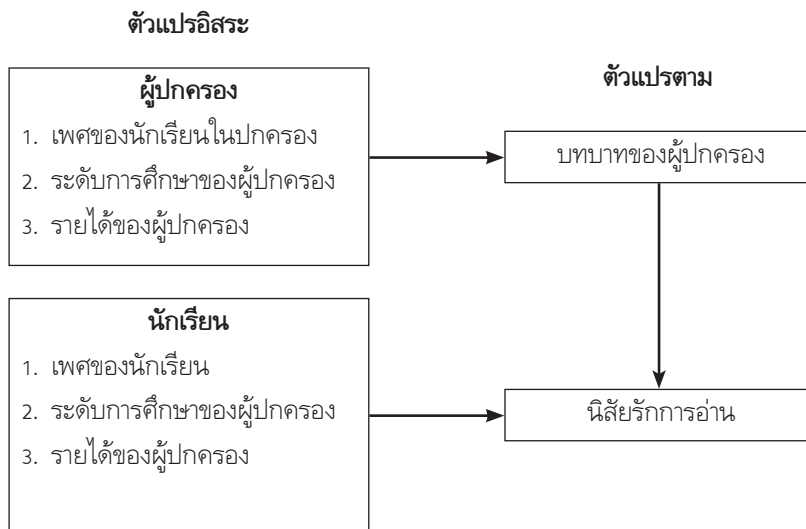 ตัวแปรอิสระ
ผู้ปกครอง
1. เพศของนักเรียนในปกครอง
2. ระดับการศึกษาของผู้ปกครอง
3. รายได้ของผู้ปกครอง
ตัวแปรตาม
บทบาทของผู้ปกครอง
นักเรียน
1. เพศของนักเรียน
2. ระดับการศึกษาของผู้ปกครอง
3. รายได้ของผู้ปกครอง
นิสัยรักการอ่าน